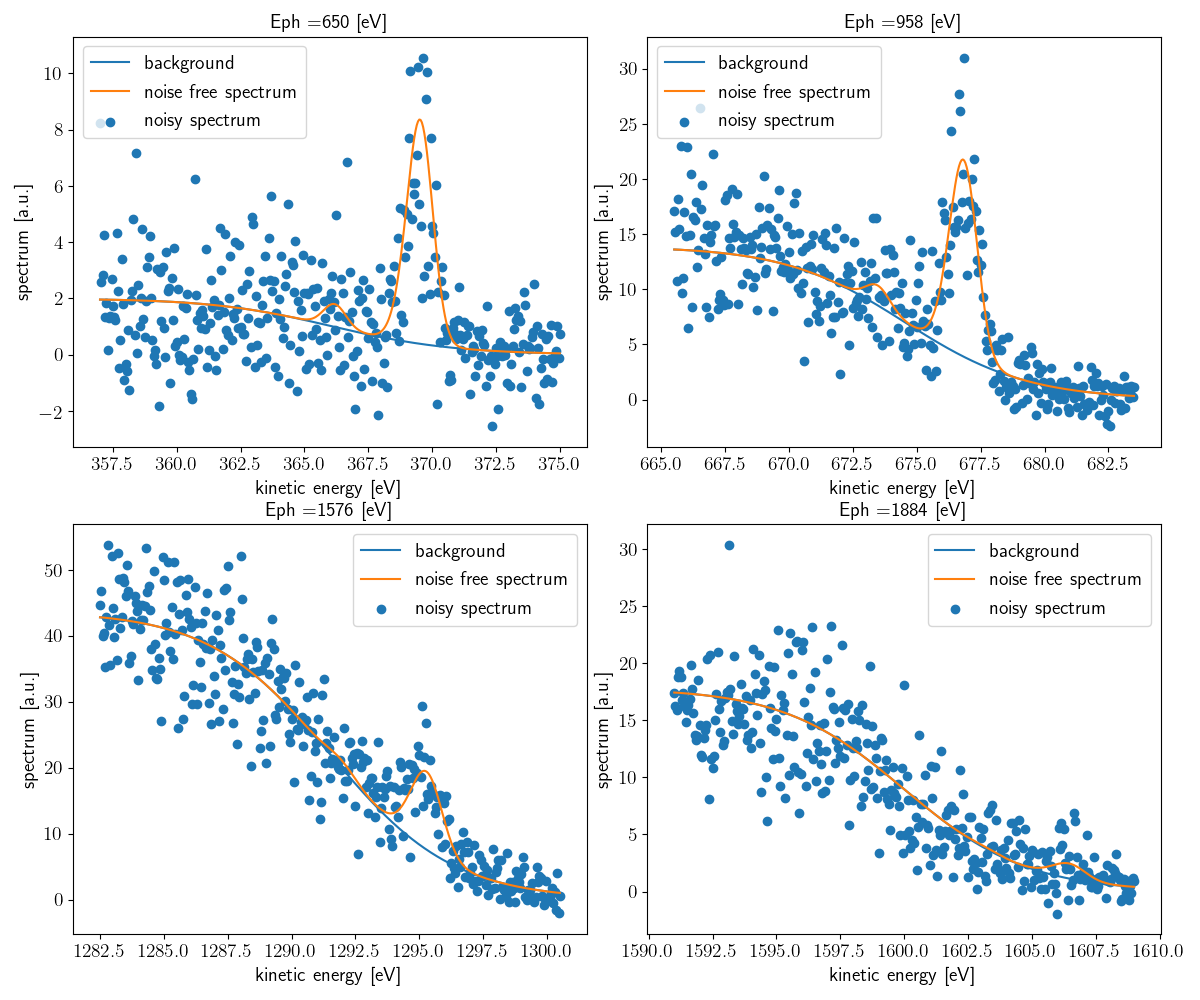 Eph =650 [eV]
background
noise free spectrum
noisy spectrum
spectrum [a.u.]
10
8
6
4
2
0
−2
357.5 360.0 362.5 365.0 367.5 370.0 372.5 375.0
kinetic energy [eV]
Eph =958 [eV]
background
noise free spectrum
noisy spectrum
spectrum [a.u.]
30
25
20
15
10
5
0
665.0 667.5 670.0 672.5 675.0 677.5 680.0 682.5
kinetic energy [eV]
Eph =1576 [eV]
background
noise free spectrum
noisy spectrum
spectrum [a.u.]
50
40
30
20
10
0
1282.5 1285.0 1287.5 1290.0 1292.5 1295.0 1297.5 1300.0
kinetic energy [eV]
Eph =1884 [eV]
background
noise free spectrum
noisy spectrum
spectrum [a.u.]
30
25
20
15
10
5
0
1590.0 1592.5 1595.0 1597.5 1600.0 1602.5 1605.0 1607.5 1610.0
kinetic energy [eV]